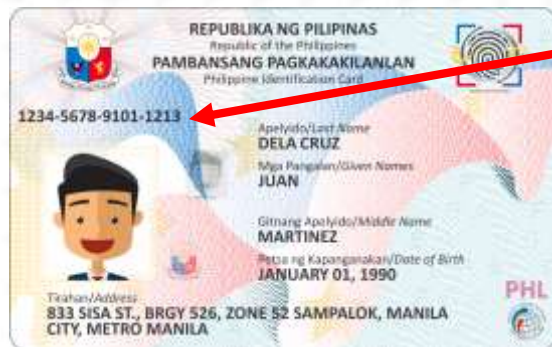 REPUBLIKA NG PILIPINAS
Republic of the Philippines
PAMBANSANG PAGKAKAKILANLAN
Philippine Identification Card
1234-5678-9101-1213
Apelyido/Last Name
DELA CRUZ
Mga Pangalan/Given Names
JUAN
Gitnang Apelyido/Middle Name
MARTINEZ
Petsa ng Kapanganakan/Date of Birth
JANUARY 01, 1990
PHL
Tirahan/Address
833 SISA ST., BRGY 526, ZONE 52 SAMPALOK, MANILA
CITY, METRO MANILA